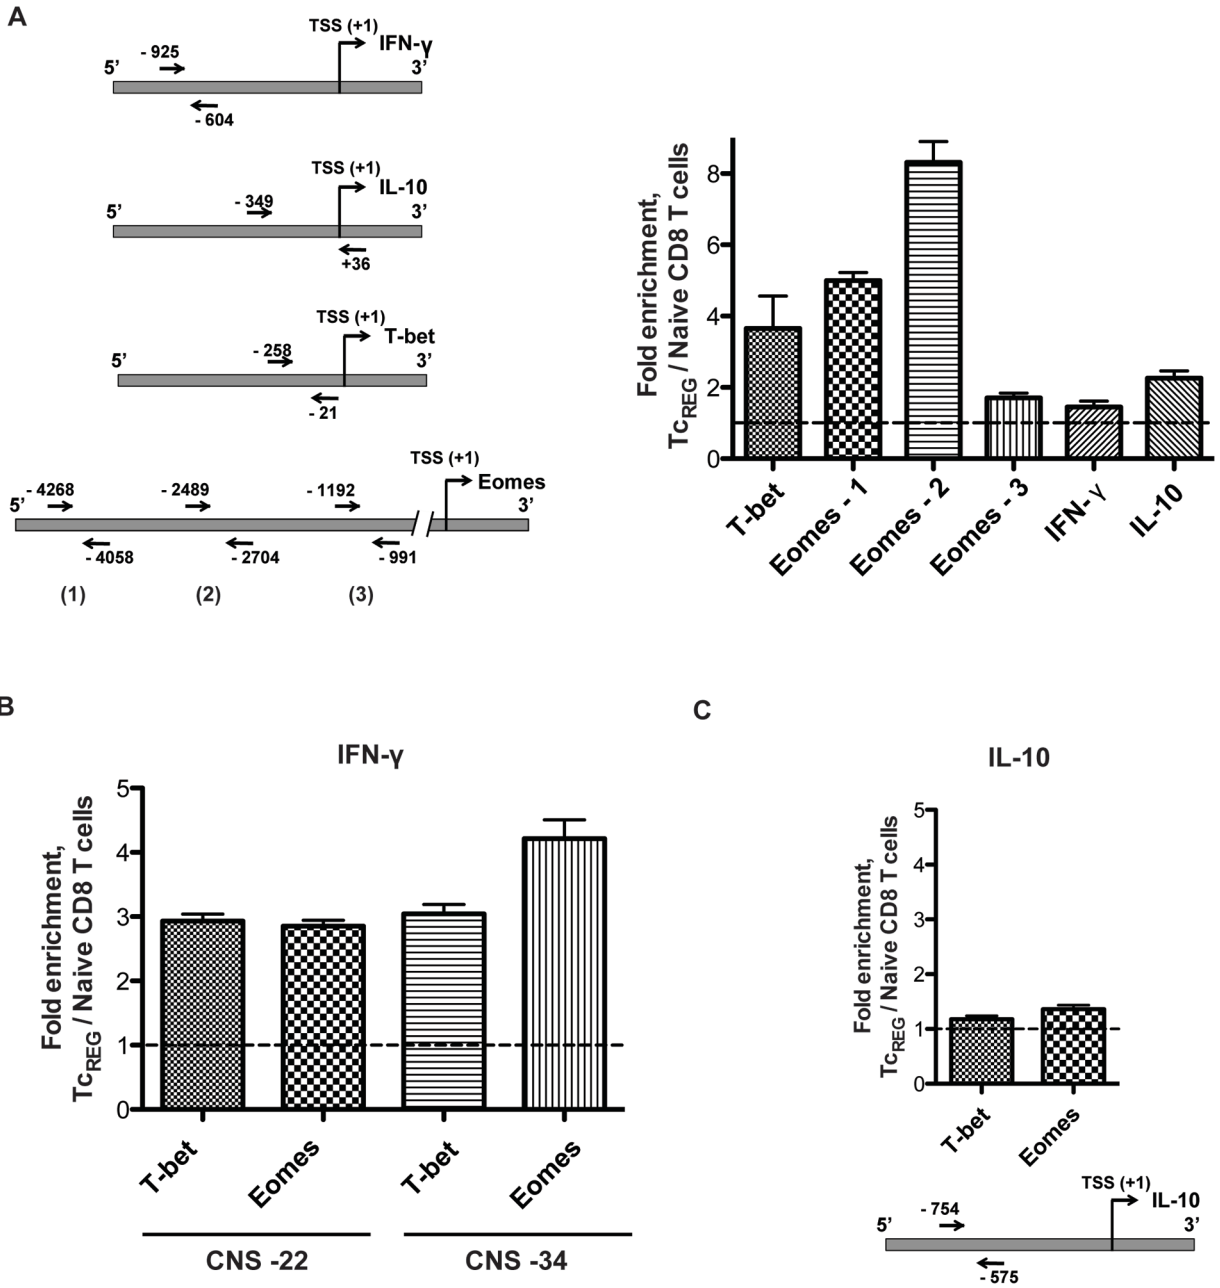 A
TSS (+1)
IFN-γ
- 925
5’ 3’
- 604
TSS (+1)
IL-10
- 349
5’ 3’
+36
TSS (+1)
T-bet
- 258
5’ 3’
- 21
TSS (+1)
Eomes
- 4268 - 2489 - 1192
5’ 3’
- 4058 - 2704 - 991
(1) (2) (3)
Fold enrichment,
TcREG / Naive CD8 T cells
8
6
4
2
0
T-bet
Eomes - 1
Eomes - 2
Eomes - 3
IFN- γ
IL-10
B
IFN-γ
Fold enrichment,
TcREG / Naive CD8 T cells
5
4
3
2
1
0
T-bet
Eomes
T-bet
Eomes
CNS -22 CNS -34
C
IL-10
Fold enrichment,
TcREG / Naive CD8 T cells
5
4
3
2
1
0
T-bet
Eomes
TSS (+1)
IL-10
- 754
5’ 3’
- 575